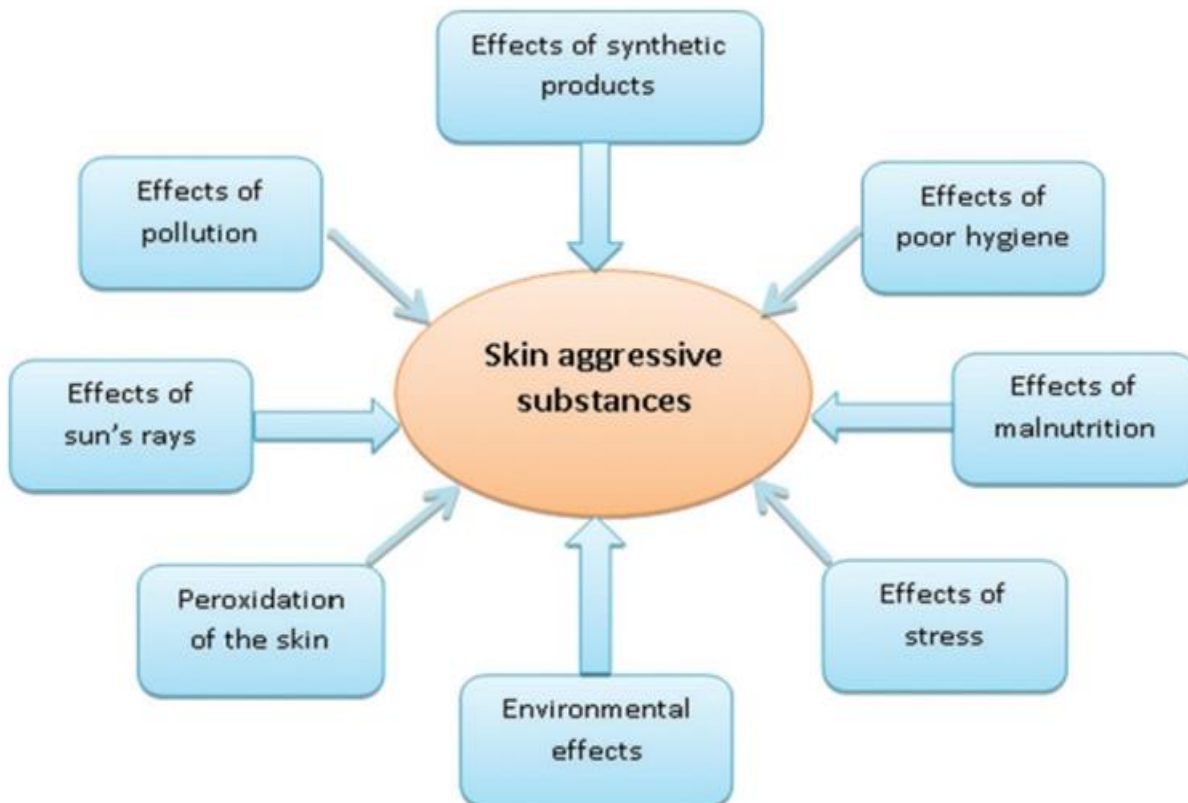 Effects of synthetic
products
Effects of
pollution
Effects of
poor hygiene
Skin aggressive
substances
Effects of
sun's rays
Effects of
malnutrition
Peroxidation
of the skin
Effects of
stress
Environmental
effects